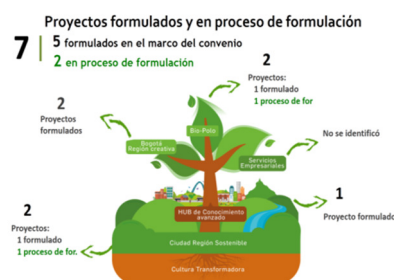 Proyectos formulados y en proceso de formulación
7
5 formulados en el marco del convenio
2 en proceso de formulación
2
Proyectos:
1 formulado
1 proceso de for
2
Proyectos
formulados
Bio-Polo
Bogotá
Región creativa
No se identificó
Servicios
Empresariales
1
Proyecto formulado
HUB de Conocimiento
avanzado
2
Proyectos:
1 formulado
1 proceso de for.
Ciudad Región Sostenible
Cultura Transformadora